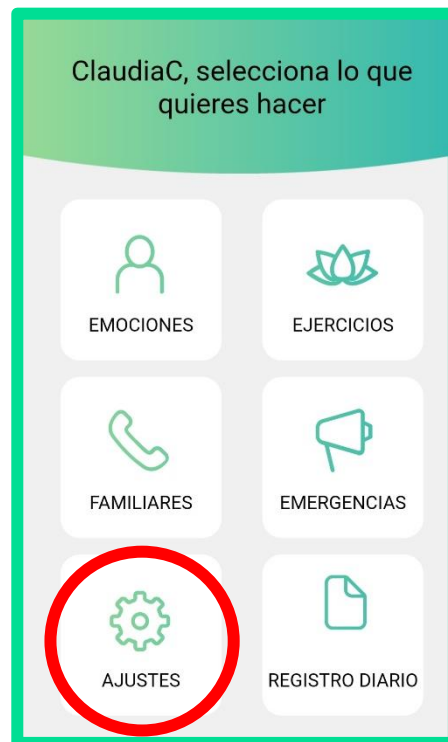 ClaudiaC, selecciona lo que
quieres hacer
EMOCIONES
EJERCICIOS
FAMILIARES
EMERGENCIAS
AJUSTES
REGISTRO DIARIO